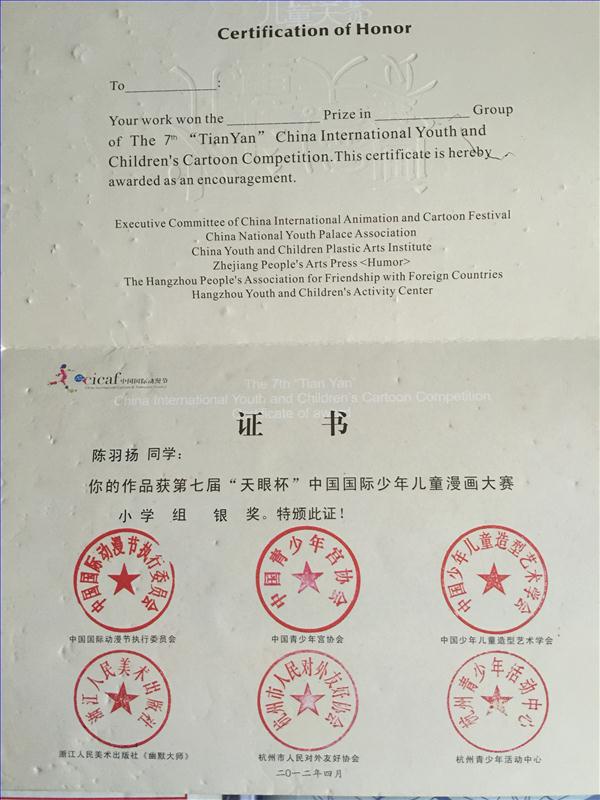 Certification of Honor
To__________:
Your work won the __________ Prize in __________ Group
of The 7th “TianYan” China International Youth and
Children's Cartoon Competition.This certificate is hereby
awarded as an encouragement.
Executive Committee of China International Animation and Cartoon Festival
China National Youth Palace Association
China Youth and Children Plastic Arts Institute
Zhejiang People's Arts Press <Humor>
The Hangzhou People's Association for Friendship with Foreign Countries
Hangzhou Youth and Children's Activity Center
cicaf 中国国际动漫节
The 7th “Tian Yan”
China International Youth and Children's Cartoon Competition
Certificate of award
证 书
陈羽扬 同学：
你的作品获第七届“天眼杯”中国国际少年儿童漫画大赛
小学 组 银 奖。特颁此证！
中国国际动漫节执行委员会
中国青少年宫协会
中国少年儿童造型艺术学会
中国国际动漫节执行委员会
中国青少年宫协会
中国少年儿童造型艺术学会
浙江人民美术出版社
杭州市人民对外友好协会
杭州青少年活动中心
浙江人民美术出版社《幽默大师》
杭州市人民对外友好协会
杭州青少年活动中心
二〇一二年四月